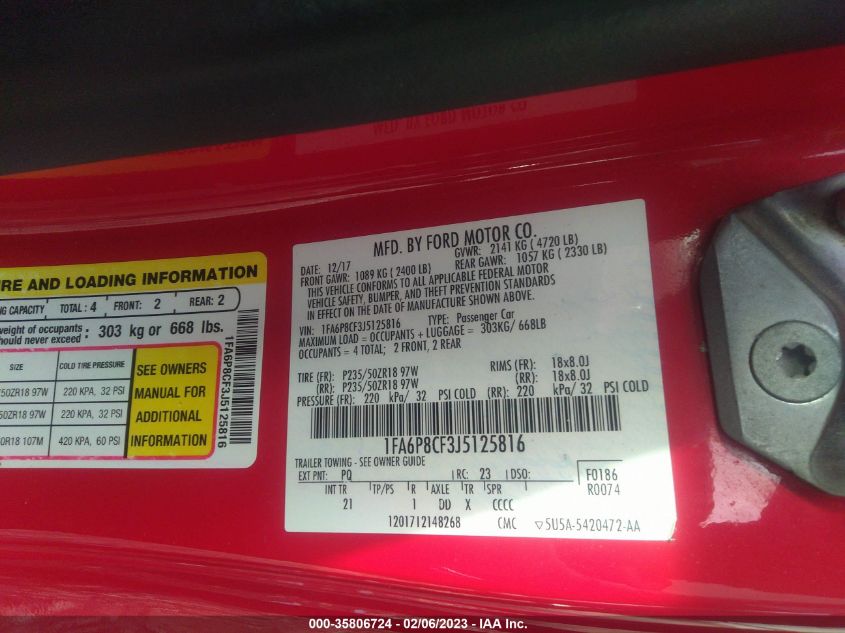 TIRE AND LOADING INFORMATION
CAPACITY TOTAL : 4 FRONT: 2 REAR: 2
weight of occupants : 303 kg or 668 lbs.
should never exceed :
SIZE COLD TIRE PRESSURE
50ZR18 97W 220 KPA, 32 PSI
50ZR18 97W 220 KPA, 32 PSI
R18 107M 420 KPA, 60 PSI
SEE OWNERS
MANUAL FOR
ADDITIONAL
INFORMATION
1FA6P8CF3J5125816
MFD. BY FORD MOTOR CO.
DATE: 12/17 GVWR: 2141 KG ( 4720 LB)
FRONT GAWR: 1089 KG ( 2400 LB) REAR GAWR: 1057 KG ( 2330 LB)
THIS VEHICLE CONFORMS TO ALL APPLICABLE FEDERAL MOTOR
VEHICLE SAFETY, BUMPER, AND THEFT PREVENTION STANDARDS
IN EFFECT ON THE DATE OF MANUFACTURE SHOWN ABOVE.
VIN: 1FA6P8CF3J5125816 TYPE: Passenger Car
MAXIMUM LOAD = OCCUPANTS + LUGGAGE = 303KG/ 668LB
OCCUPANTS = 4 TOTAL; 2 FRONT, 2 REAR
TIRE (FR): P235/50ZR18 97W RIMS (FR): 18x8.0J
(RR): P235/50ZR18 97W (RR): 18x8.0J
PRESSURE (FR): 220 kPa/ 32 PSI COLD (RR): 220 kPa/ 32 PSI COLD
1FA6P8CF3J5125816
TRAILER TOWING - SEE OWNER GUIDE
EXT PNT: PQ RC: 23 DSO: F0186
R0074
INT TR TP/PS R AXLE TR SPR
21 1 DD X CCCC
1201712148268 CMC 5U5A-5420472-AA
000-35806724 - 02/06/2023 - IAA Inc.